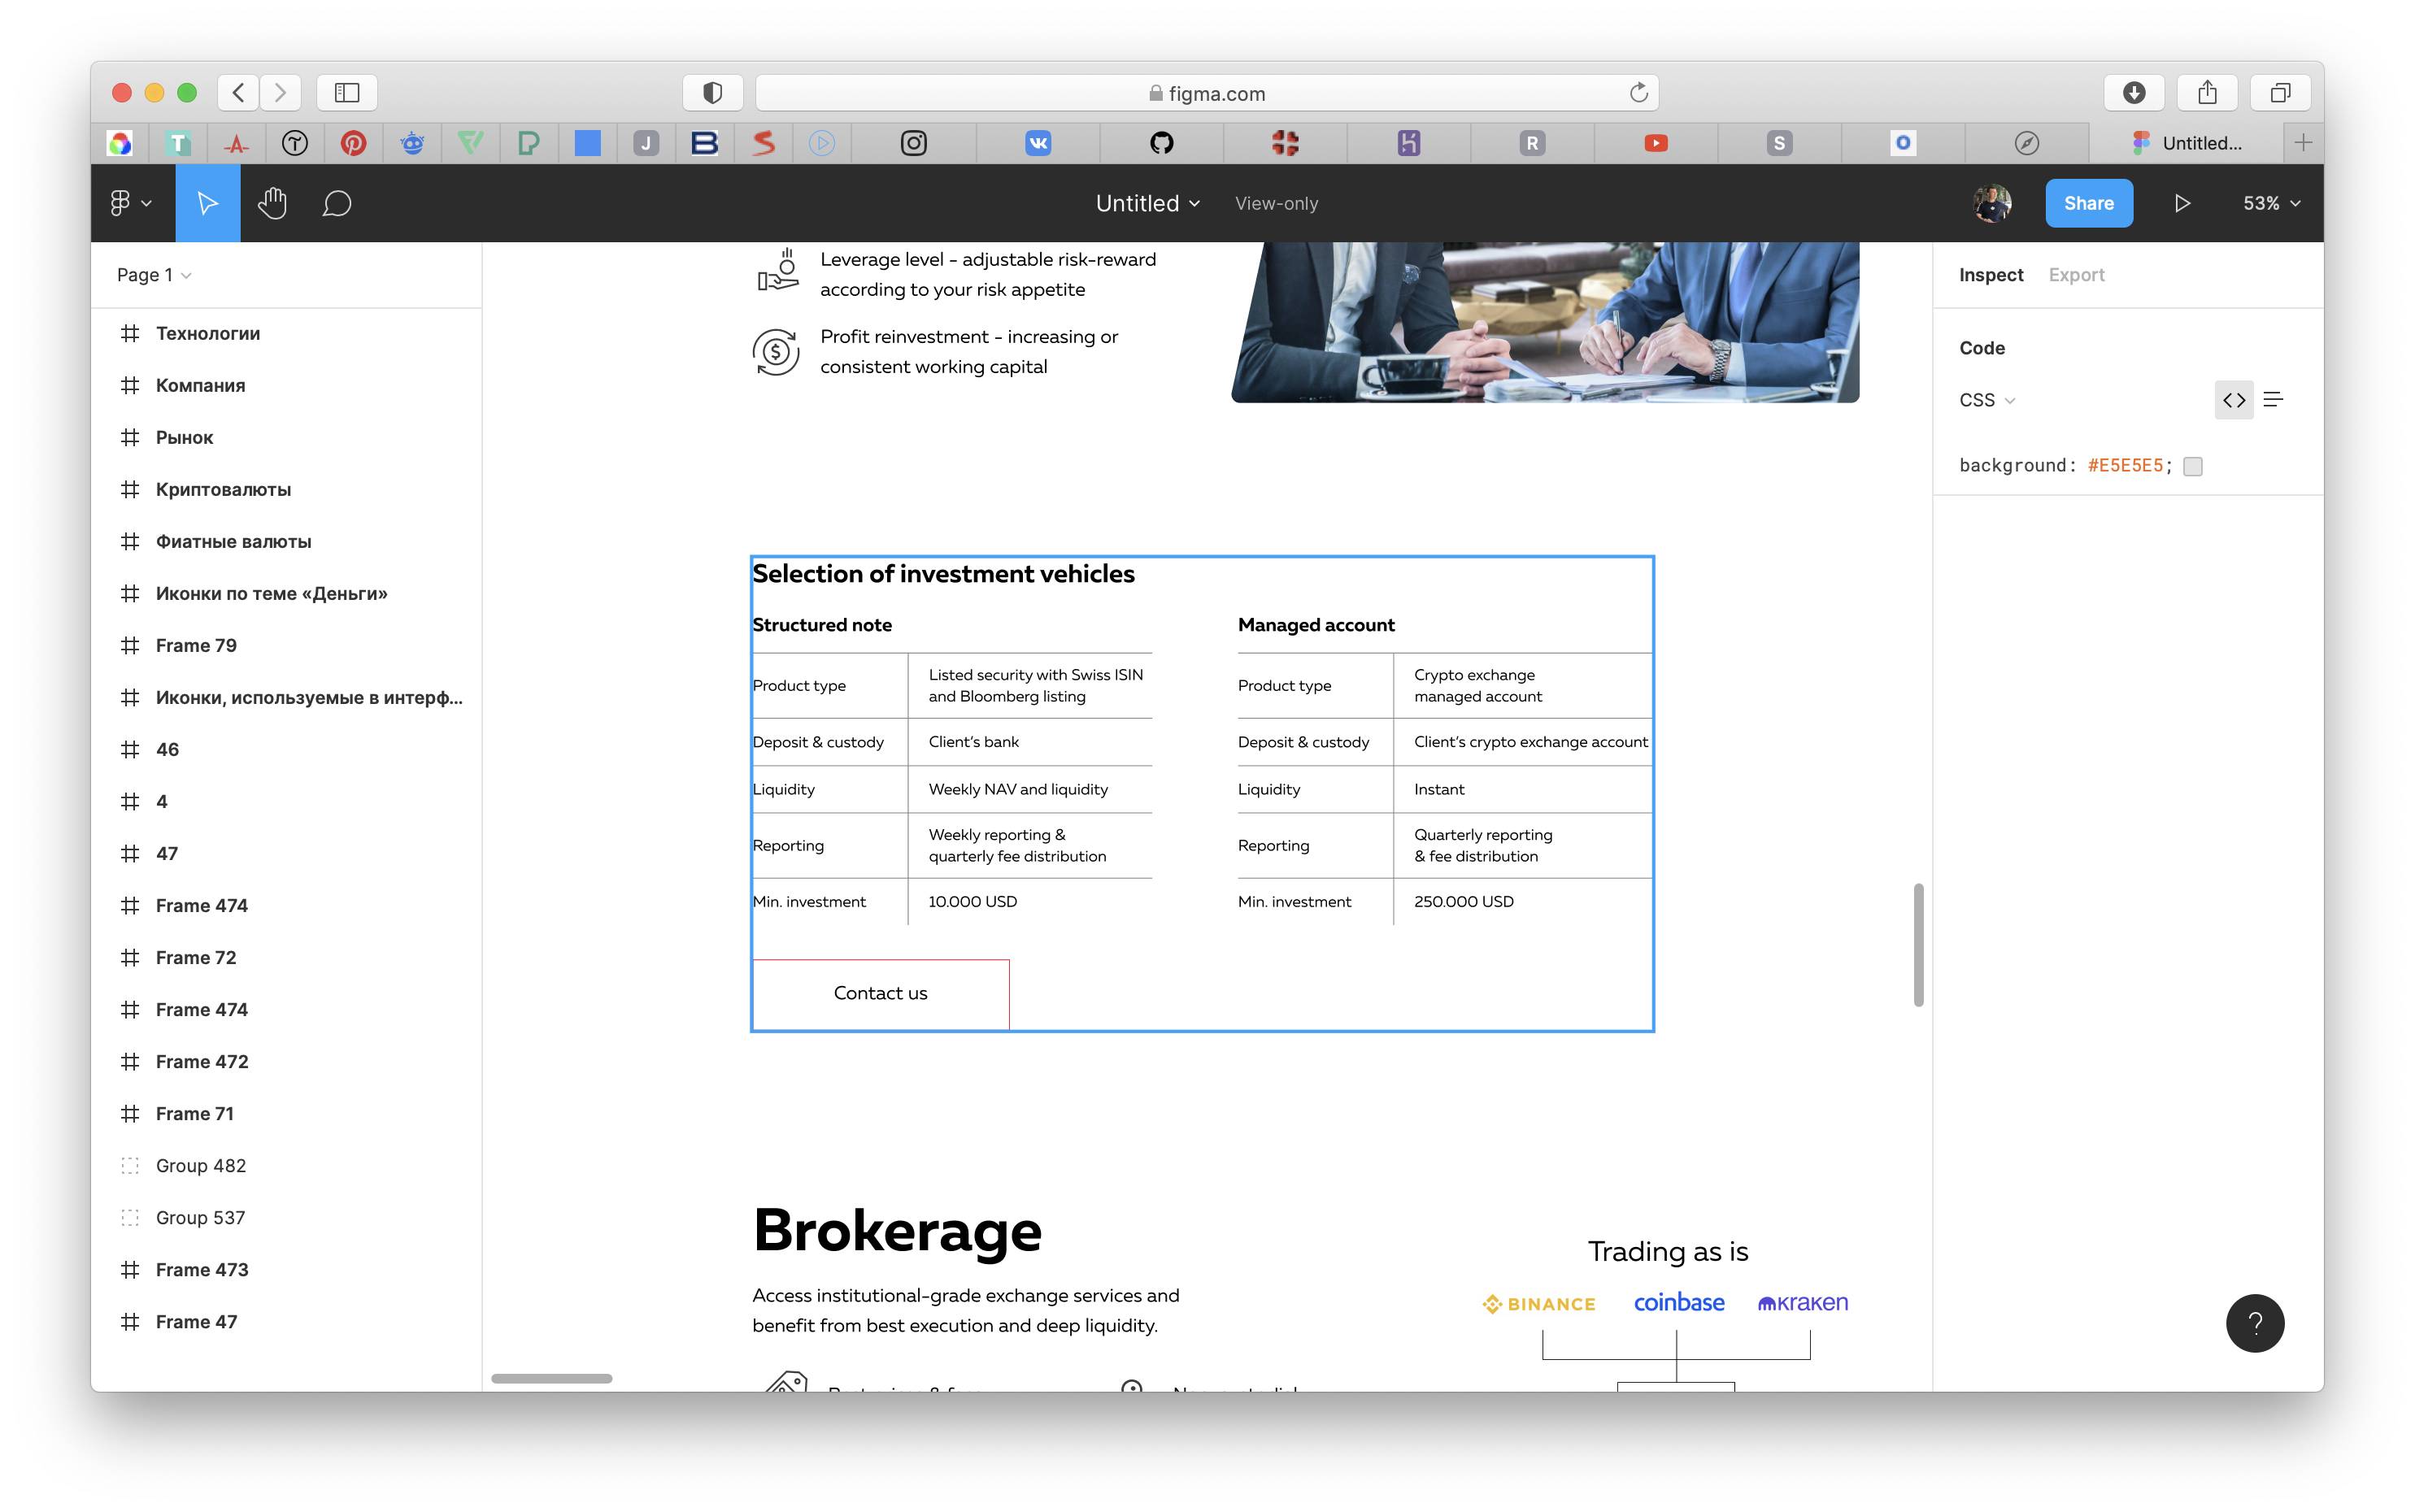 figma.com
T
J
B
R
S
Untitled...
Untitled
View-only
Share
53%
Page 1
Технологии
Компания
Рынок
Криптовалюты
Фиатные валюты
Иконки по теме «Деньги»
Frame 79
Иконки, используемые в интерф...
46
4
47
Frame 474
Frame 72
Frame 474
Frame 472
Frame 71
Group 482
Group 537
Frame 473
Frame 47
Leverage level - adjustable risk-reward
according to your risk appetite
Profit reinvestment - increasing or
consistent working capital
Selection of investment vehicles
Structured note
Product type
Listed security with Swiss ISIN
and Bloomberg listing
Deposit & custody
Client's bank
Liquidity
Weekly NAV and liquidity
Reporting
Weekly reporting &
quarterly fee distribution
Min. investment
10.000 USD
Managed account
Product type
Crypto exchange
managed account
Deposit & custody
Client's crypto exchange account
Liquidity
Instant
Reporting
Quarterly reporting
& fee distribution
Min. investment
250.000 USD
Contact us
Brokerage
Access institutional-grade exchange services and
benefit from best execution and deep liquidity.
Trading as is
BINANCE
coinbase
kraken
Inspect
Export
Code
CSS
background: #E5E5E5;
?